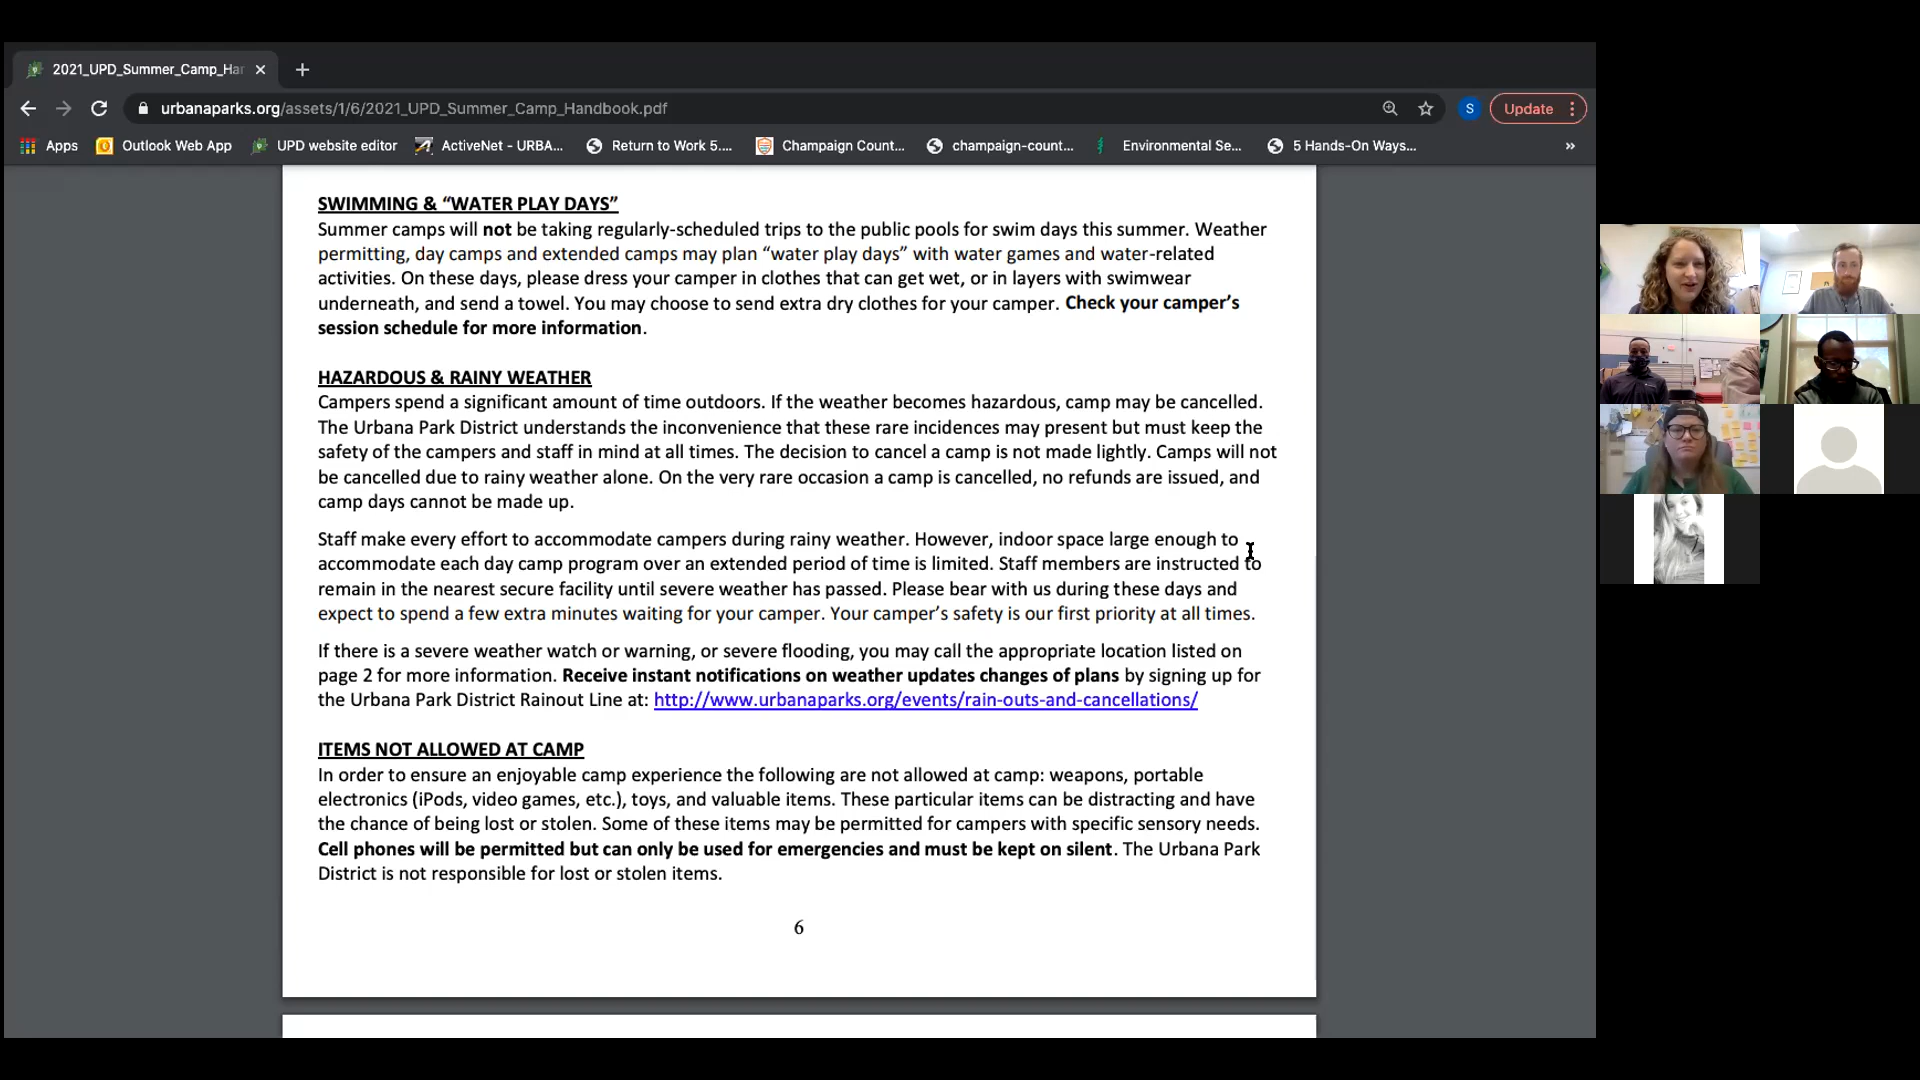 2021_UPD_Summer_Camp_Har
urbanaparks.org/assets/1/6/2021_UPD_Summer_Camp_Handbook.pdf
S
Update
Apps
Outlook Web App
UPD website editor
ActiveNet - URBA...
Return to Work 5....
Champaign Count...
champaign-count...
Environmental Se...
5 Hands-On Ways...
»
SWIMMING & “WATER PLAY DAYS”
Summer camps will not be taking regularly-scheduled trips to the public pools for swim days this summer. Weather
permitting, day camps and extended camps may plan “water play days” with water games and water-related
activities. On these days, please dress your camper in clothes that can get wet, or in layers with swimwear
underneath, and send a towel. You may choose to send extra dry clothes for your camper. Check your camper’s
session schedule for more information.
HAZARDOUS & RAINY WEATHER
Campers spend a significant amount of time outdoors. If the weather becomes hazardous, camp may be cancelled.
The Urbana Park District understands the inconvenience that these rare incidences may present but must keep the
safety of the campers and staff in mind at all times. The decision to cancel a camp is not made lightly. Camps will not
be cancelled due to rainy weather alone. On the very rare occasion a camp is cancelled, no refunds are issued, and
camp days cannot be made up.
Staff make every effort to accommodate campers during rainy weather. However, indoor space large enough to
accommodate each day camp program over an extended period of time is limited. Staff members are instructed to
remain in the nearest secure facility until severe weather has passed. Please bear with us during these days and
expect to spend a few extra minutes waiting for your camper. Your camper’s safety is our first priority at all times.
If there is a severe weather watch or warning, or severe flooding, you may call the appropriate location listed on
page 2 for more information. Receive instant notifications on weather updates changes of plans by signing up for
the Urbana Park District Rainout Line at: http://www.urbanaparks.org/events/rain-outs-and-cancellations/
ITEMS NOT ALLOWED AT CAMP
In order to ensure an enjoyable camp experience the following are not allowed at camp: weapons, portable
electronics (iPods, video games, etc.), toys, and valuable items. These particular items can be distracting and have
the chance of being lost or stolen. Some of these items may be permitted for campers with specific sensory needs.
Cell phones will be permitted but can only be used for emergencies and must be kept on silent. The Urbana Park
District is not responsible for lost or stolen items.
6